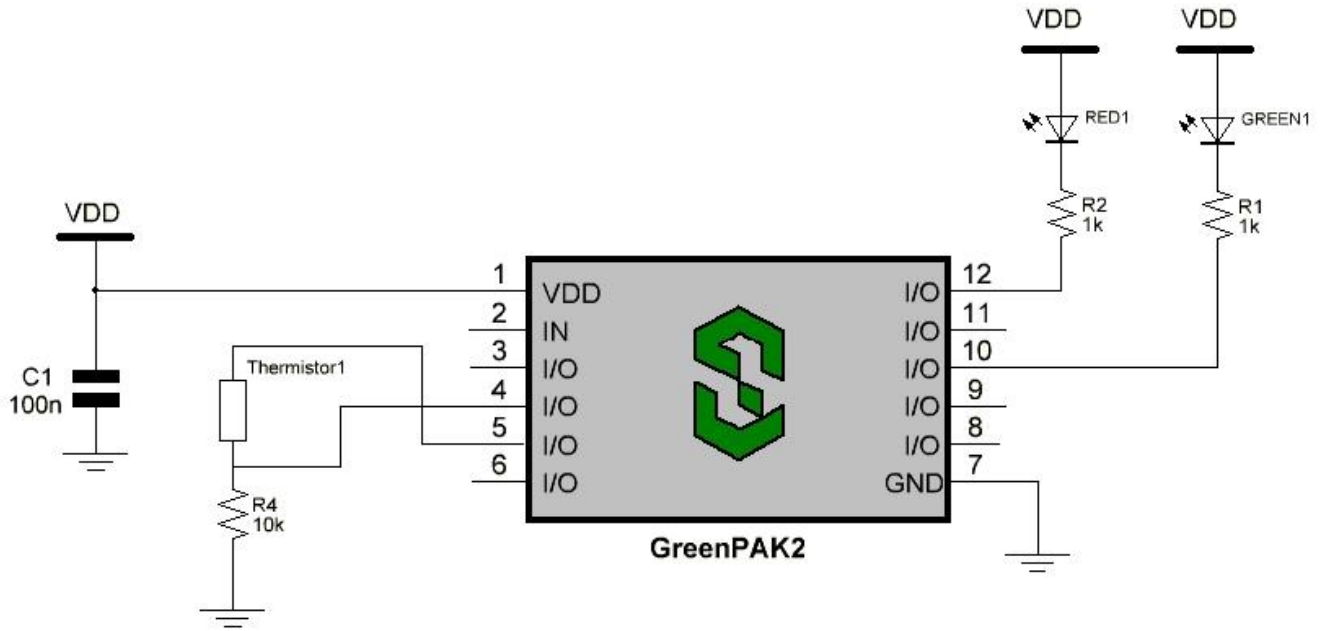 VDD
VDD
RED1
GREEN1
R2
1k
R1
1k
VDD
C1
100n
Thermistor1
R4
10k
1
2
3
4
5
6
VDD
IN
I/O
I/O
I/O
I/O
I/O
I/O
I/O
I/O
I/O
GND
12
11
10
9
8
7
GreenPAK2